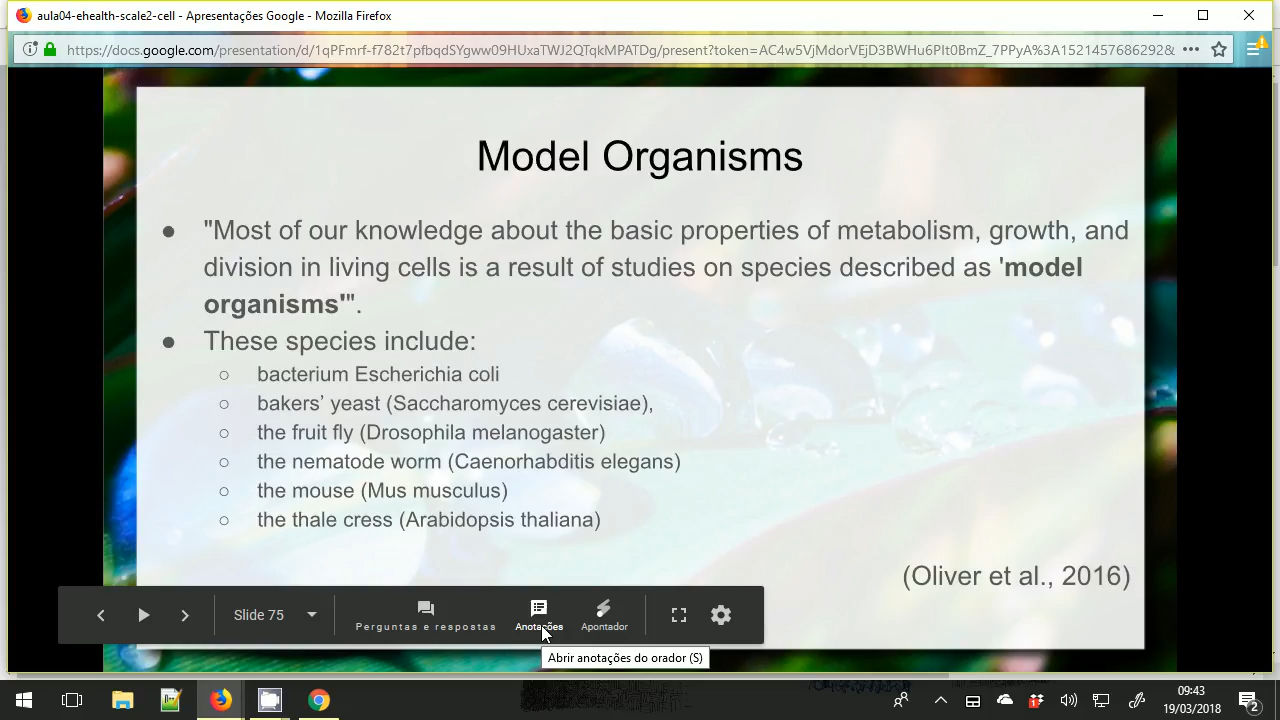 aula04-ehealth-scale2-cell - Apresentações Google - Mozilla Firefox
https://docs.google.com/presentation/d/1qPFmrf-f782t7pfbqdSYgww09HUxaTWJ2QTqkMPATDg/present?token=AC4w5VjMdorVEjD3BWHu6PIt0BmZ_7PPyA%3A1521457686292&
Model Organisms
● "Most of our knowledge about the basic properties of metabolism, growth, and
division in living cells is a result of studies on species described as 'model
organisms'".
● These species include:
○ bacterium Escherichia coli
○ bakers’ yeast (Saccharomyces cerevisiae),
○ the fruit fly (Drosophila melanogaster)
○ the nematode worm (Caenorhabditis elegans)
○ the mouse (Mus musculus)
○ the thale cress (Arabidopsis thaliana)
(Oliver et al., 2016)
Slide 75
Perguntas e respostas
Anotações
Apontador
Abrir anotações do orador (S)
09:43
19/03/2018
2